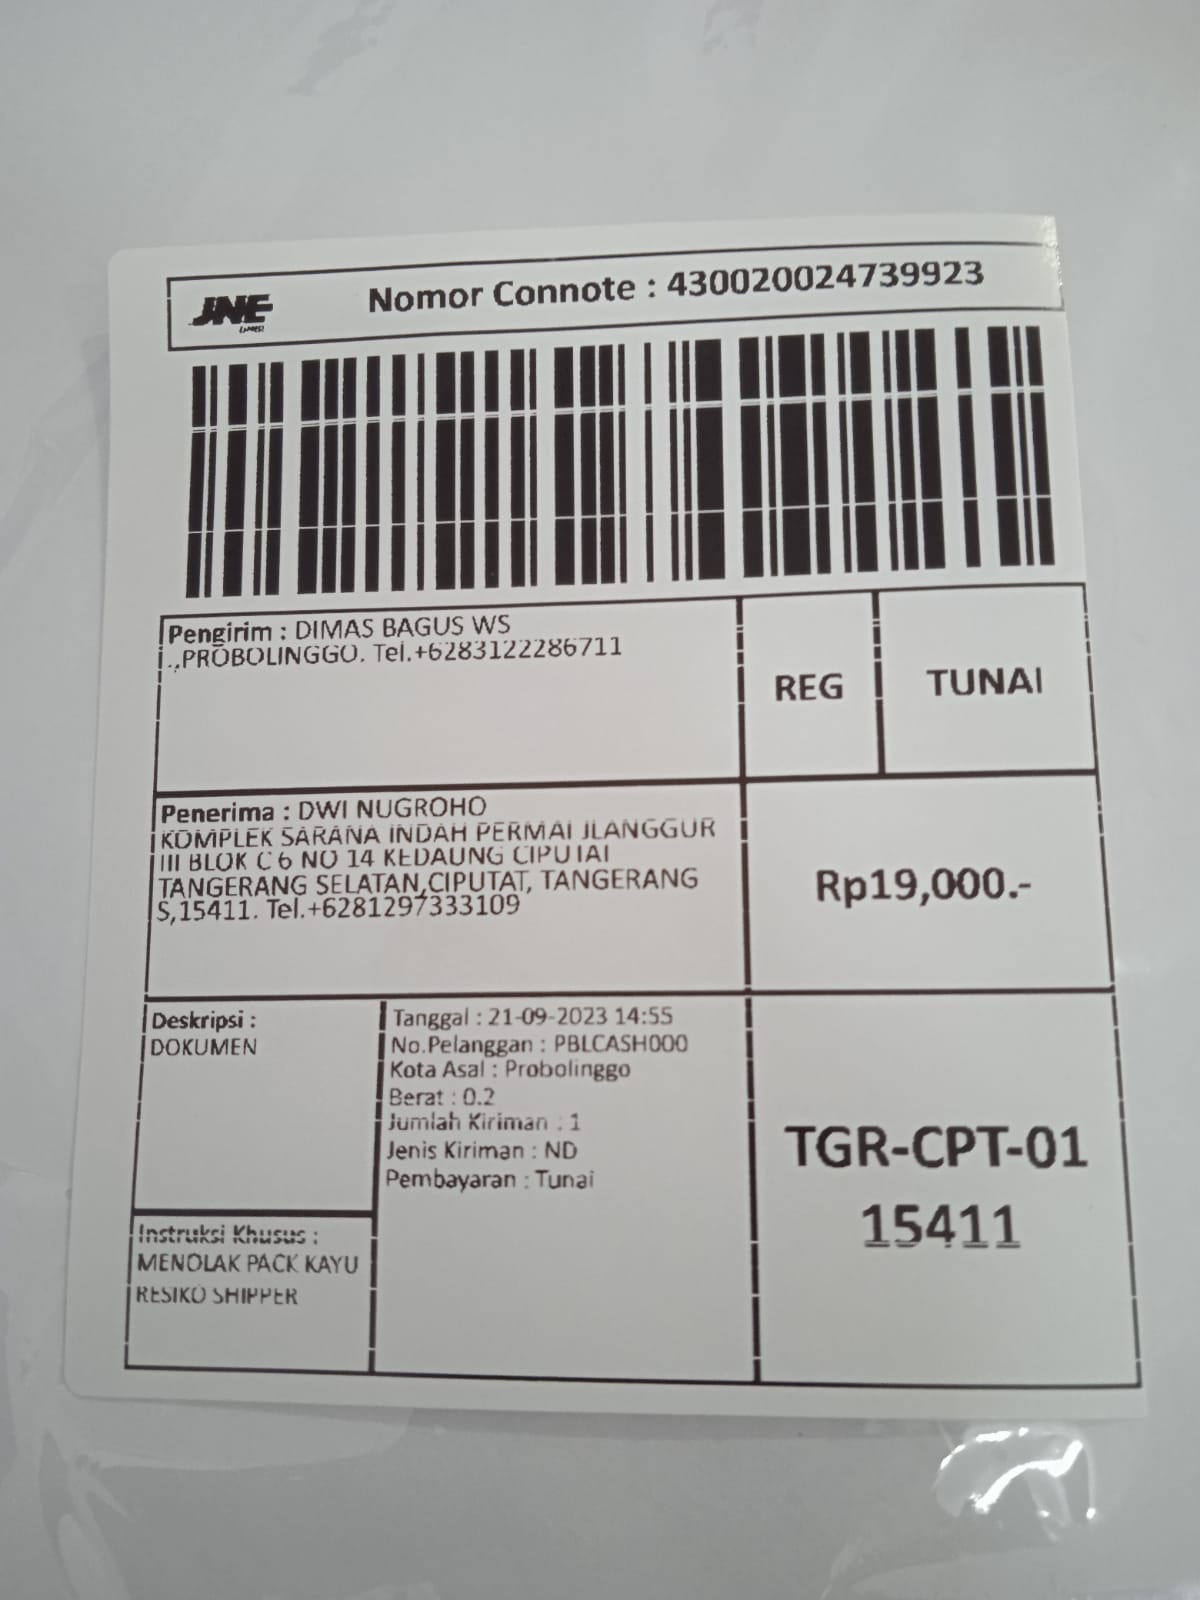 JNE
EXPRESS
Nomor Connote : 430020024739923
Pengirim : DIMAS BAGUS WS
.,PROBOLINGGO. Tel.+6283122286711
REG
TUNAI
Penerima : DWI NUGROHO
KOMPLEK SARANA INDAH PERMAI JLANGGUR
III BLOK C 6 NO 14 KEDAUNG CIPUTAT
TANGERANG SELATAN,CIPUTAT, TANGERANG
S,15411. Tel.+6281297333109
Rp19,000.-
Deskripsi :
DOKUMEN
Tanggal : 21-09-2023 14:55
No.Pelanggan : PBLCASH000
Kota Asal : Probolinggo
Berat : 0.2
Jumlah Kiriman : 1
Jenis Kiriman : ND
Pembayaran : Tunai
TGR-CPT-01
15411
Instruksi Khusus :
MENOLAK PACK KAYU
RESIKO SHIPPER